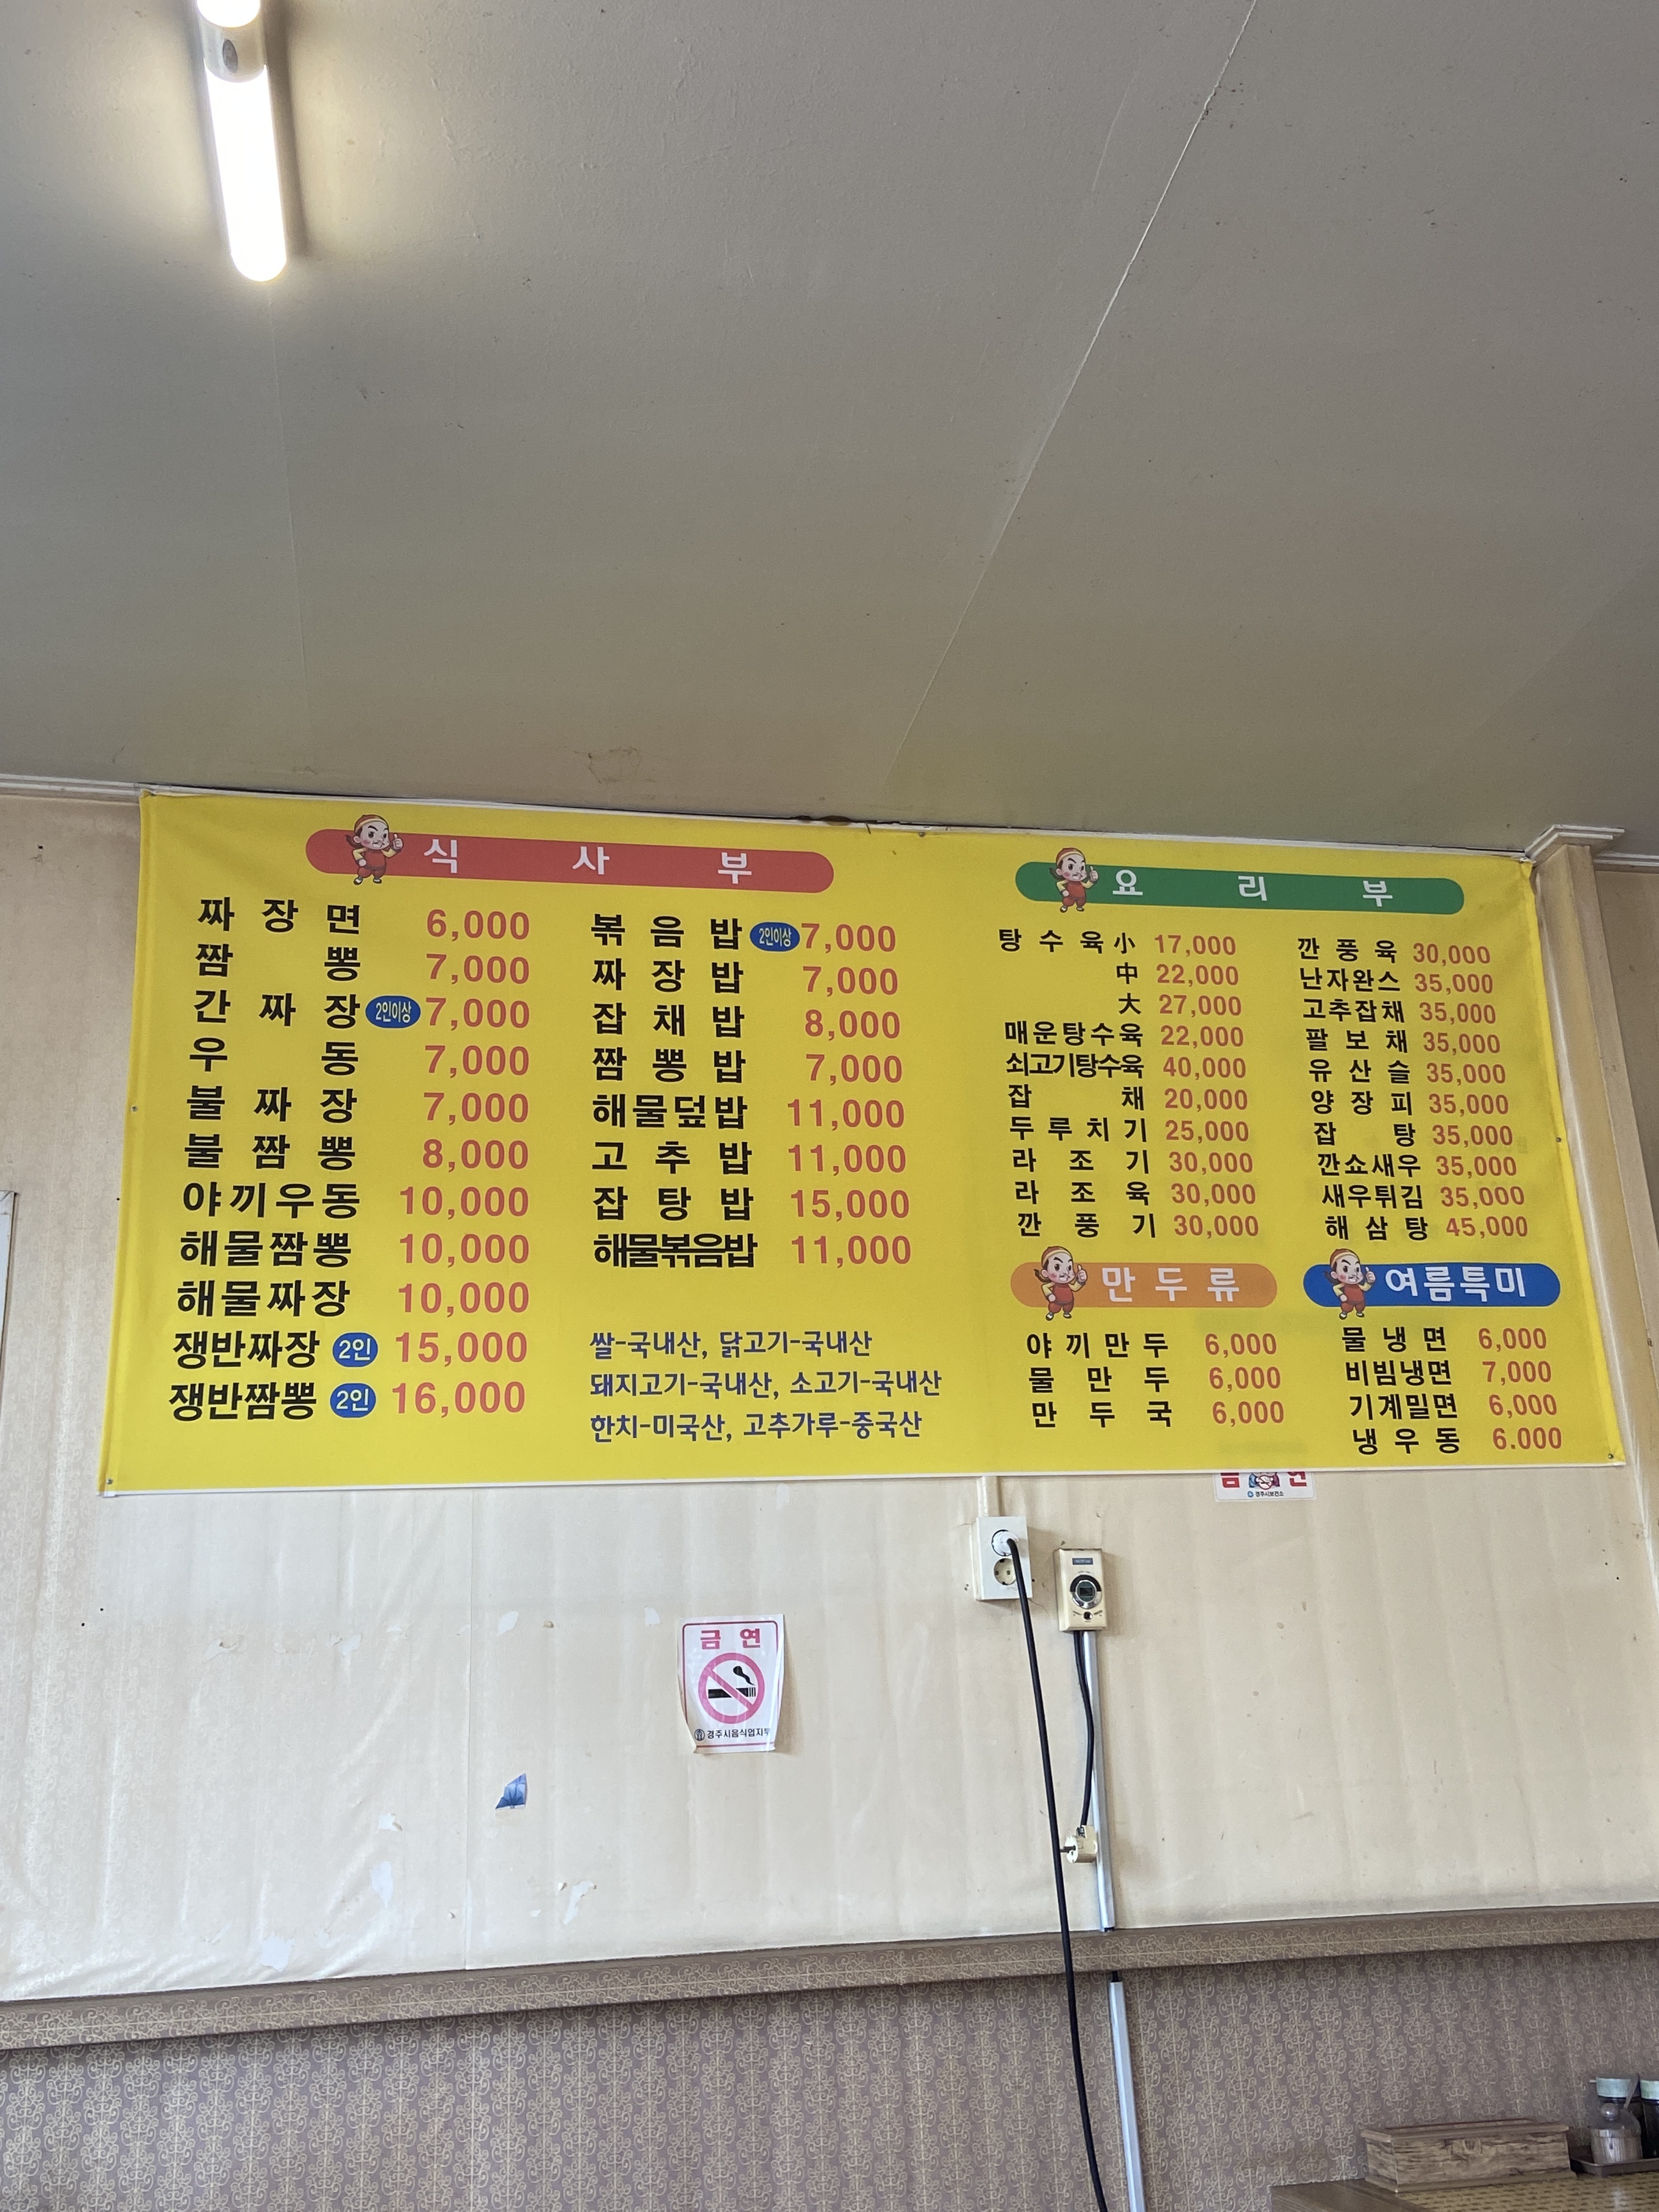 식 사 부
짜 장 면 6,000
짬 뽕 7,000
간 짜 장 2인이상 7,000
우 동 7,000
불 짜 장 7,000
불 짬 뽕 8,000
야끼우동 10,000
해물짬뽕 10,000
해물짜장 10,000
쟁반짜장 2인 15,000
쟁반짬뽕 2인 16,000
볶 음 밥 2인이상 7,000
짜 장 밥 7,000
잡 채 밥 8,000
짬 뽕 밥 7,000
해물덮밥 11,000
고 추 밥 11,000
잡 탕 밥 15,000
해물볶음밥 11,000
쌀-국내산, 닭고기-국내산
돼지고기-국내산, 소고기-국내산
한치-미국산, 고추가루-중국산
요 리 부
탕 수 육 小 17,000
中 22,000
大 27,000
매운탕수육 22,000
쇠고기탕수육 40,000
잡 채 20,000
두 루 치 기 25,000
라 조 기 30,000
라 조 육 30,000
깐 풍 기 30,000
깐 풍 육 30,000
난자완스 35,000
고추잡채 35,000
팔 보 채 35,000
유 산 슬 35,000
양 장 피 35,000
잡 탕 35,000
깐쇼새우 35,000
새우튀김 35,000
해 삼 탕 45,000
만 두 류
야 끼 만 두 6,000
물 만 두 6,000
만 두 국 6,000
여름특미
물 냉 면 6,000
비빔냉면 7,000
기계밀면 6,000
냉 우 동 6.000
금 연
경주시보건소
금 연
경주시음식업지부